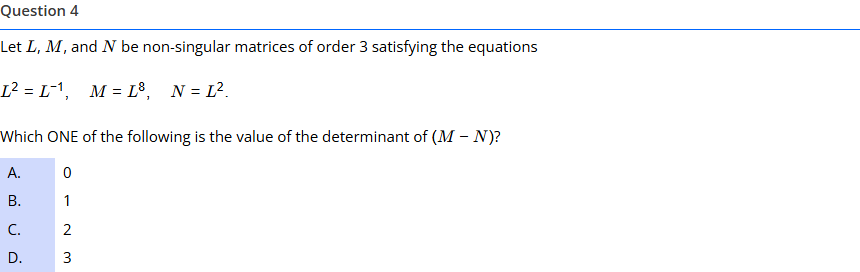 Question 4
Let L, M, and N be non-singular matrices of order 3 satisfying the equations
L² = L⁻¹, M = L⁸, N = L².
Which ONE of the following is the value of the determinant of (M − N)?
A. 0
B. 1
C. 2
D. 3